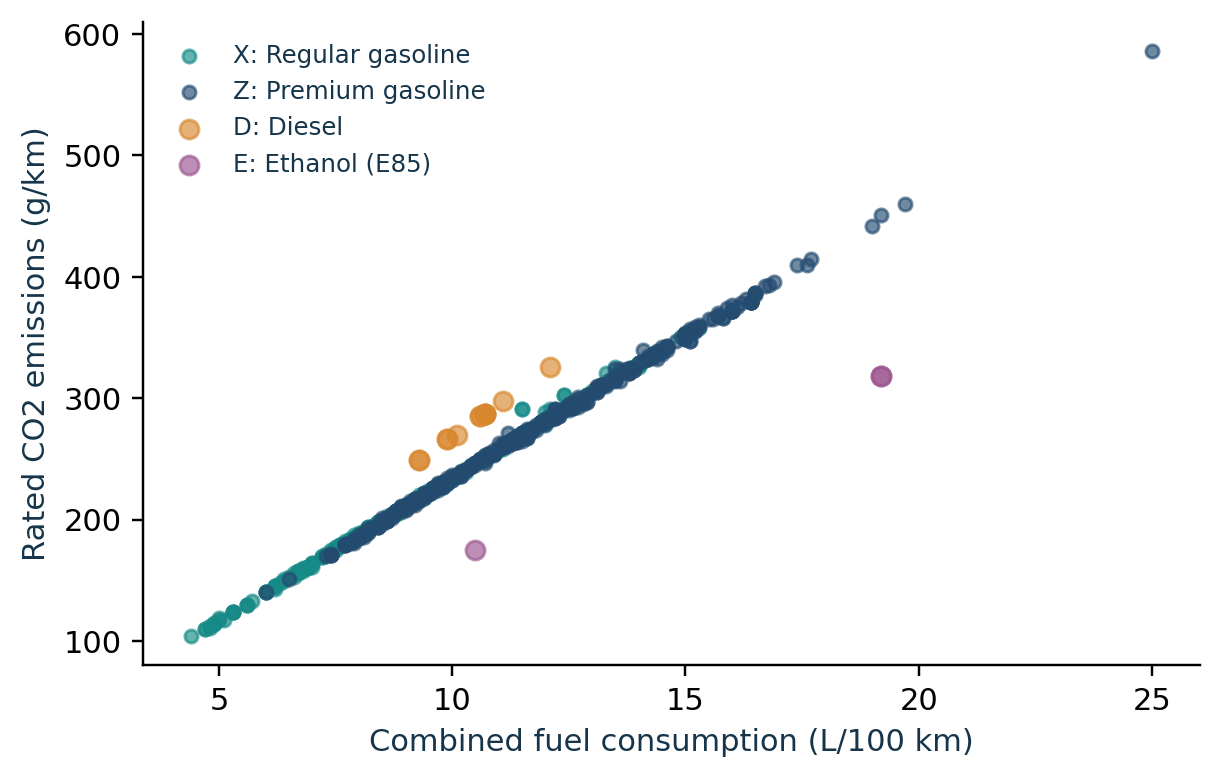 600
500
400
300
200
100
Rated CO2 emissions (g/km)
X: Regular gasoline
Z: Premium gasoline
D: Diesel
E: Ethanol (E85)
5 10 15 20 25
Combined fuel consumption (L/100 km)